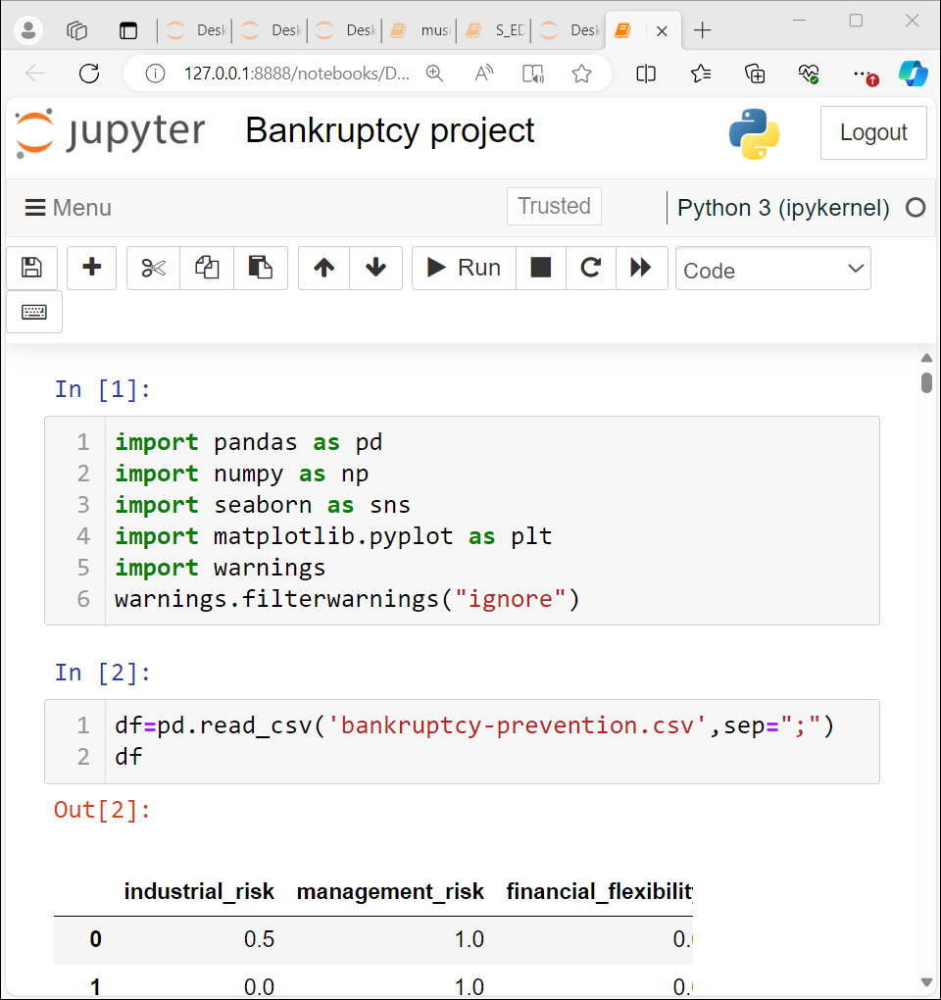 Desk Desk Desk mus S_ED Desk
127.0.0.1:8888/notebooks/D...
jupyter Bankruptcy project Logout
Menu Trusted Python 3 (ipykernel)
Run Code
In [1]:
1 import pandas as pd
2 import numpy as np
3 import seaborn as sns
4 import matplotlib.pyplot as plt
5 import warnings
6 warnings.filterwarnings("ignore")
In [2]:
1 df=pd.read_csv('bankruptcy-prevention.csv',sep=";")
2 df
Out[2]:
industrial_risk management_risk financial_flexibility
0 0.5 1.0 0.
1 0.0 1.0 0.